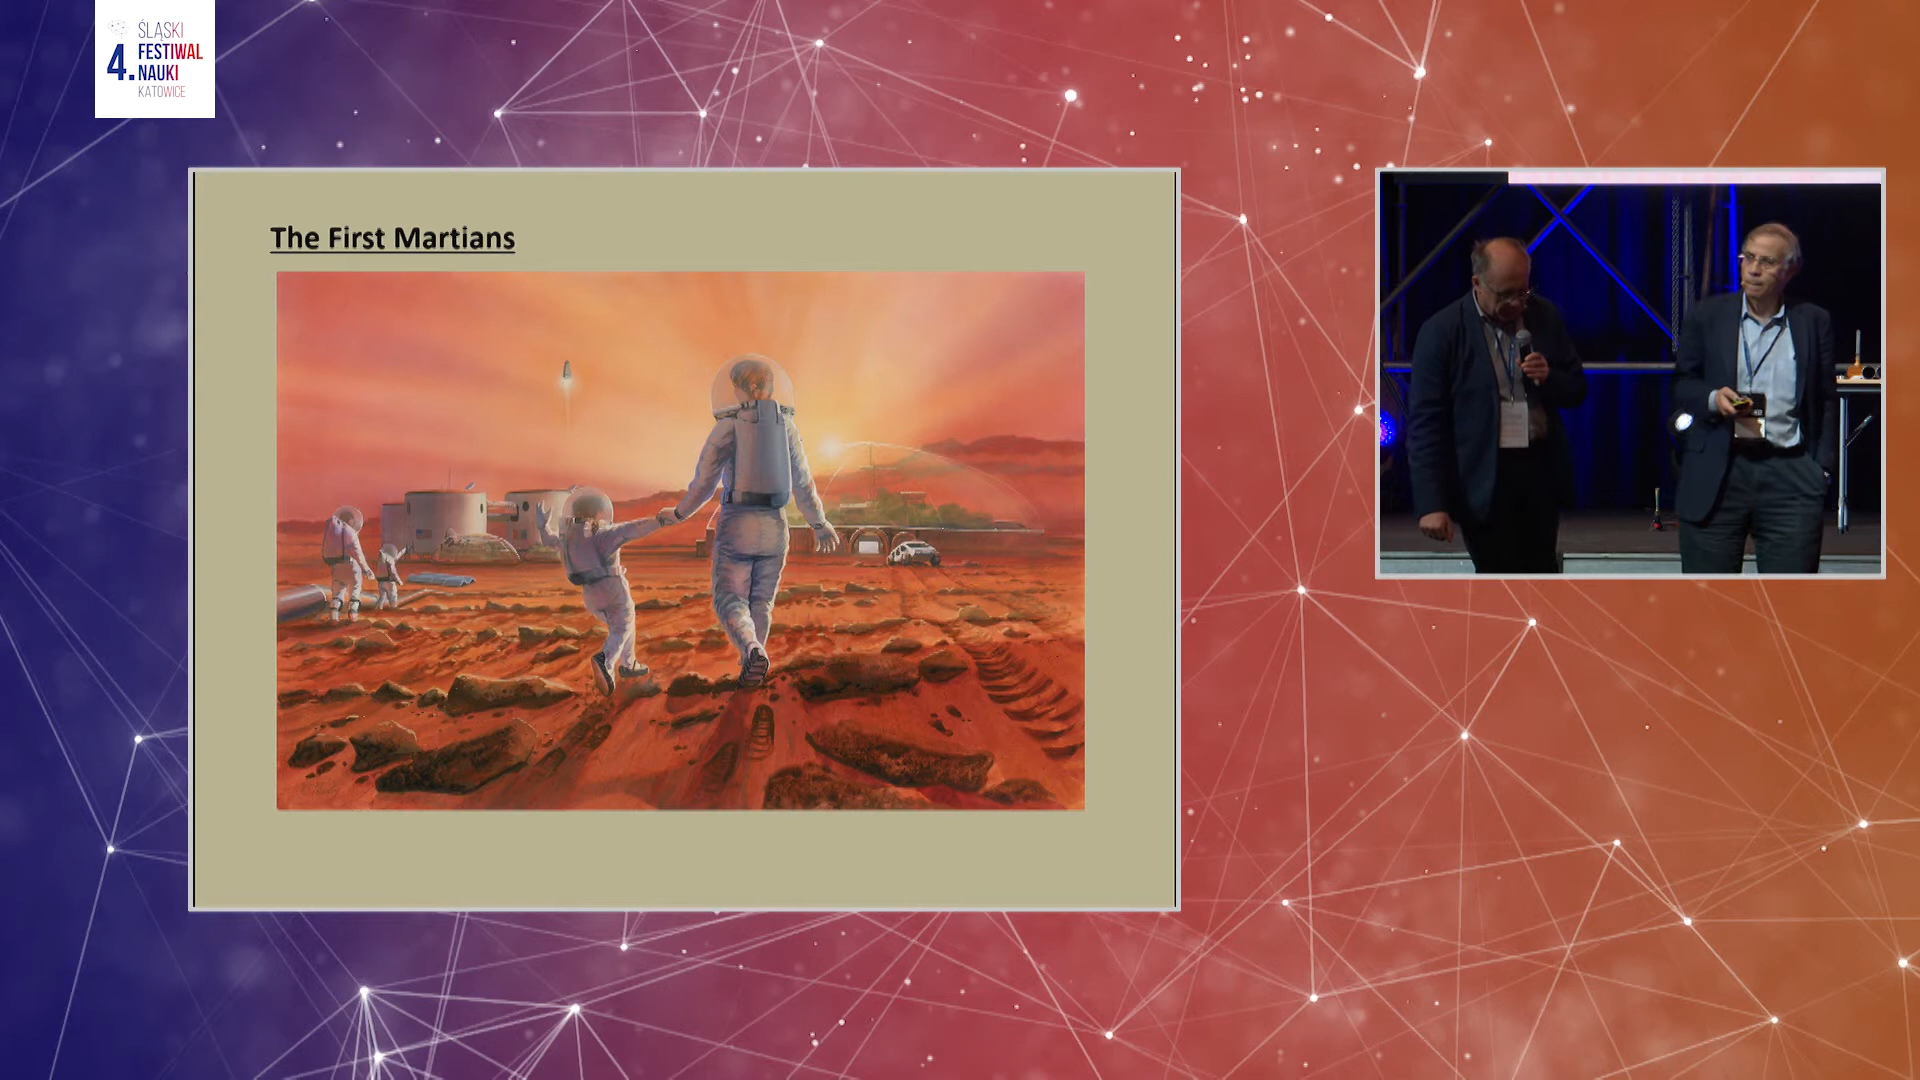 ŚLĄSKI
4. FESTIWAL
NAUKI
KATOWICE
The First Martians